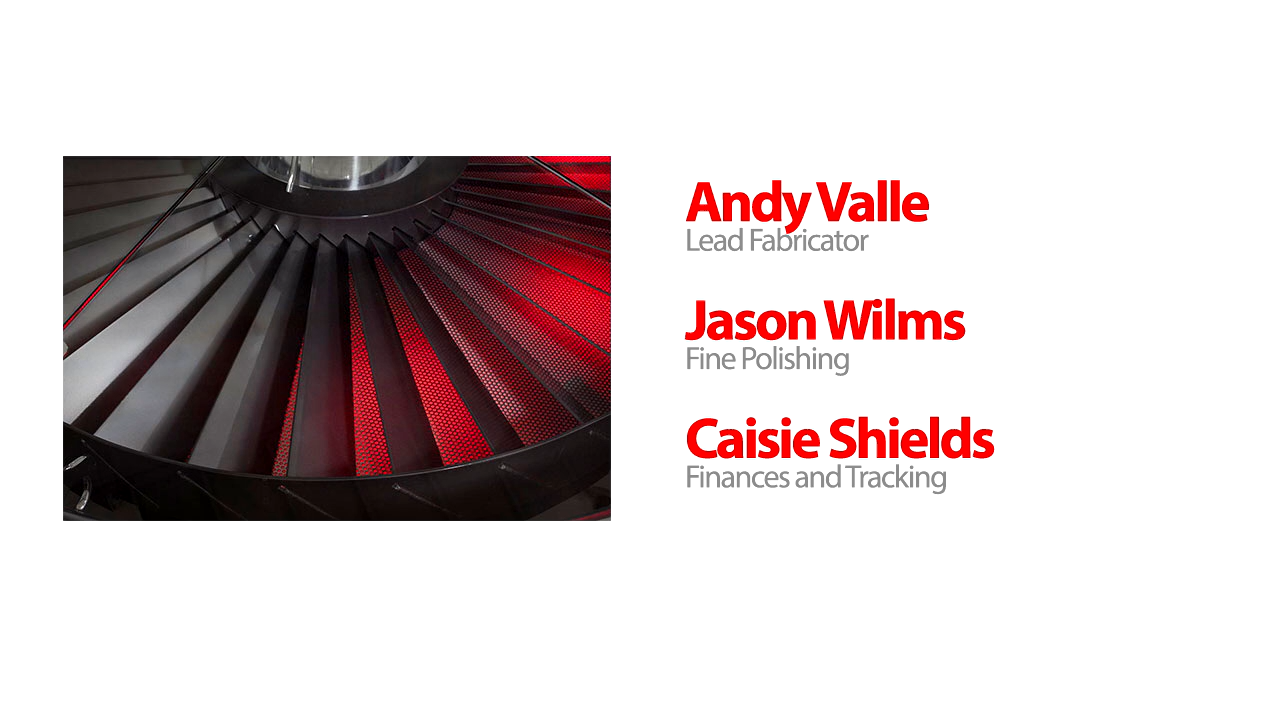 Andy Valle
Lead Fabricator
Jason Wilms
Fine Polishing
Caisie Shields
Finances and Tracking